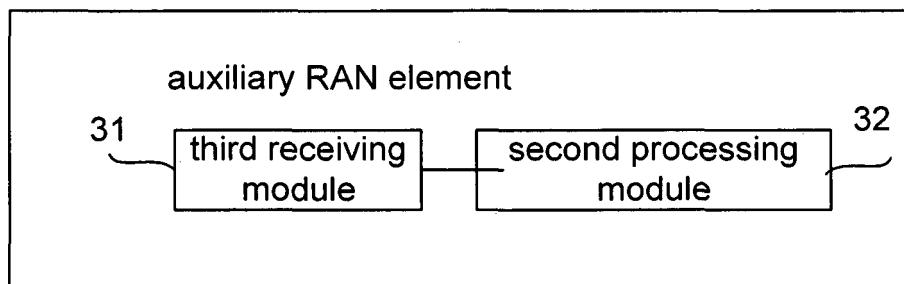 auxiliary RAN element
31
32
third receiving
module
second processing
module